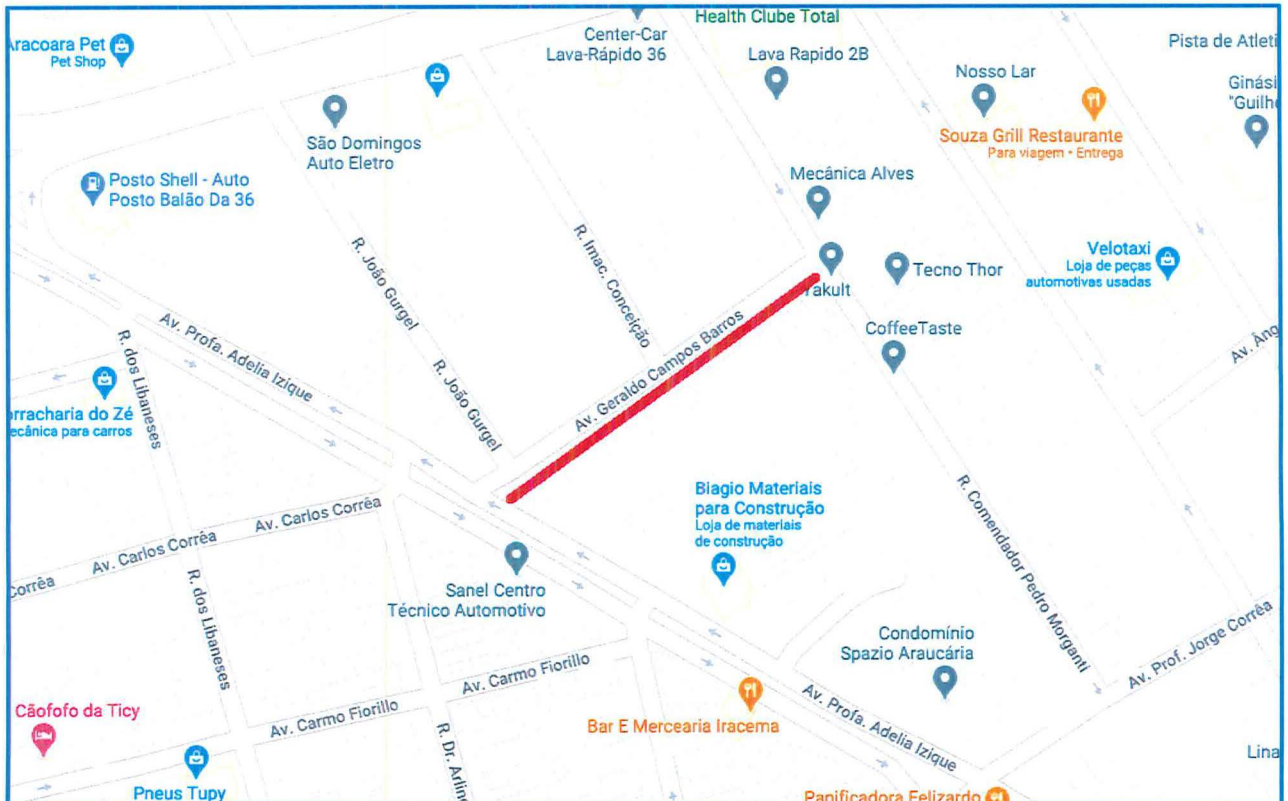 Health Clube Total
Aracoara Pet
Pet Shop
Center-Car
Lava-Rápido 36
Lava Rapido 2B
Pista de Atleti
Nosso Lar
Ginási
"Guilh
São Domingos
Auto Eletro
Souza Grill Restaurante
Para viagem - Entrega
Posto Shell - Auto
Posto Balão Da 36
Mecânica Alves
R. João Gurgel
R. Imac. Conceição
Velotaxi
Loja de peças
automotivas usadas
Tecno Thor
Yakult
Av. Profa. Adelia Izique
R. dos Libaneses
Av. Geraldo Campos Barros
CoffeeTaste
Av. Âng
orracharia do Zé
ecânica para carros
R. João Gurgel
Biagio Materiais
para Construção
Loja de materiais
de construção
R. Comendador Pedro Morganti
Av. Carlos Corrêa
Av. Carlos Corrêa
Corrêa
Sanel Centro
Técnico Automotivo
R. dos Libaneses
Condomínio
Spazio Araucária
Av. Prof. Jorge Corrêa
Av. Carmo Fiorillo
Av. Carmo Fiorillo
Cãofofo da Ticy
Bar E Mercearia Iracema
Av. Profa. Adelia Izique
R. Dr. Arlin
Lina
Pneus Tupy
Panificadora Felizardo